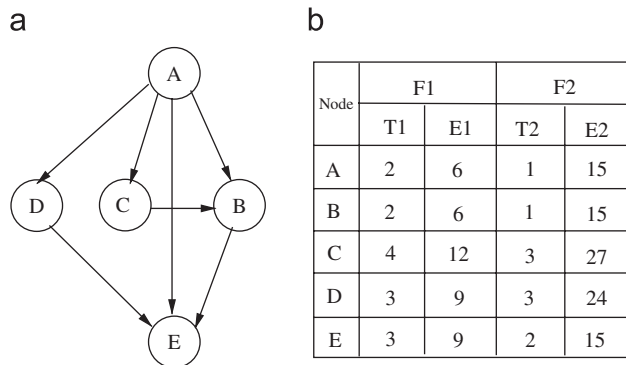 a
A
D
C
B
E
b
Node F1 F2
T1 E1 T2 E2
A 2 6 1 15
B 2 6 1 15
C 4 12 3 27
D 3 9 3 24
E 3 9 2 15